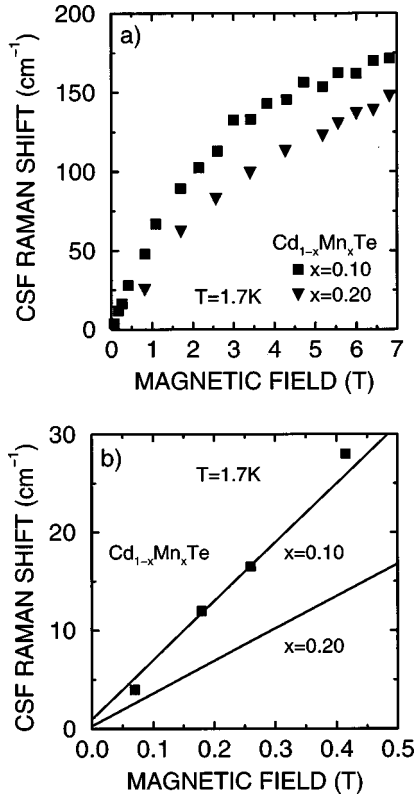 a)
CSF RAMAN SHIFT (cm⁻¹)
200
150
100
50
0
Cd₁₋ₓMnₓTe
■ x=0.10
T=1.7K ▼ x=0.20
0 1 2 3 4 5 6 7
MAGNETIC FIELD (T)
b)
CSF RAMAN SHIFT (cm⁻¹)
30
20
10
0
T=1.7K
Cd₁₋ₓMnₓTe
x=0.10
x=0.20
0.0 0.1 0.2 0.3 0.4 0.5
MAGNETIC FIELD (T)